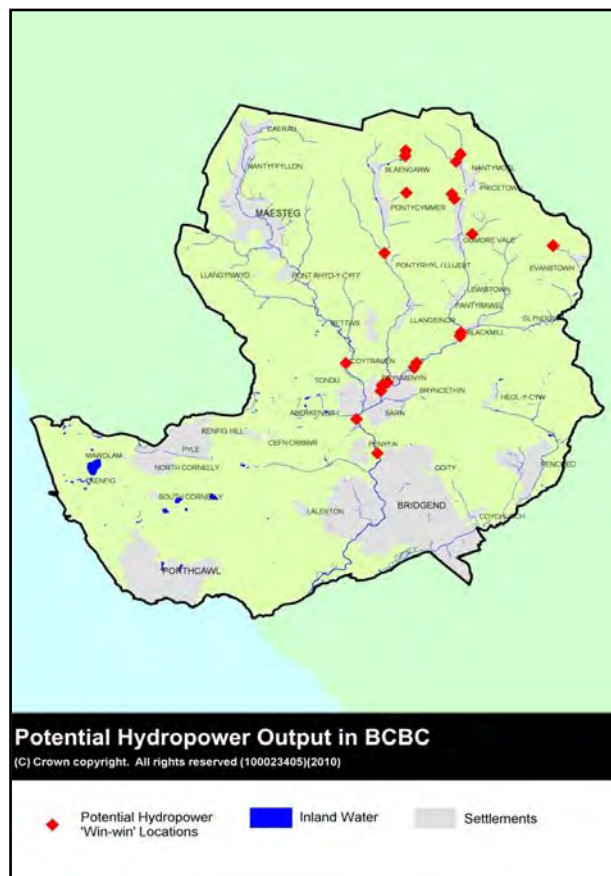 CAERAU
NANTYFFYLLON
BLAENGARW
NANTYMOEL
PRICETOWN
MAESTEG
PONTYCYMMER
OGMORE VALE
EVANSTOWN
LLANGYNWYD
PONT RHYD-Y-CYFF
PONTYRHYL / LLUEST
LEWISTOWN
PANTYRAWEL
BETTWS
LLANGEINOR
BLACKMILL
GLYNOGWR
COYTRAHEN
TONDU
BRYNMENYN
BRYNCETHIN
HEOL-Y-CYW
ABERKENFIG
SARN
KENFIG HILL
CEFN CRIBWR
PENYFAI
MAWDLAM
PYLE
KENFIG
NORTH CORNELLY
COITY
PENCOED
SOUTH CORNELLY
LALESTON
BRIDGEND
COYCHURCH
PORTHCAWL
Potential Hydropower Output in BCBC
(C) Crown copyright. All rights reserved (100023405)(2010)
Potential Hydropower
'Win-win' Locations
Inland Water
Settlements